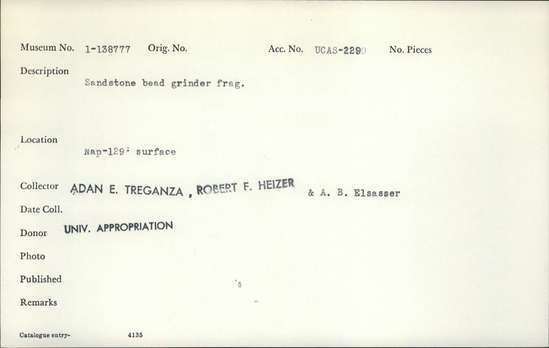 Museum No. 1-138777 Orig. No. Acc. No. UCAS-2290 No. Pieces
Description
Sandstone bead grinder frag.
Location
Nap-129: surface
Collector ADAN E. TREGANZA, ROBERT F. HEIZER & A. B. Elsasser
Date Coll.
Donor UNIV. APPROPRIATION
Photo
Published
Remarks
Catalogue entry- 4135